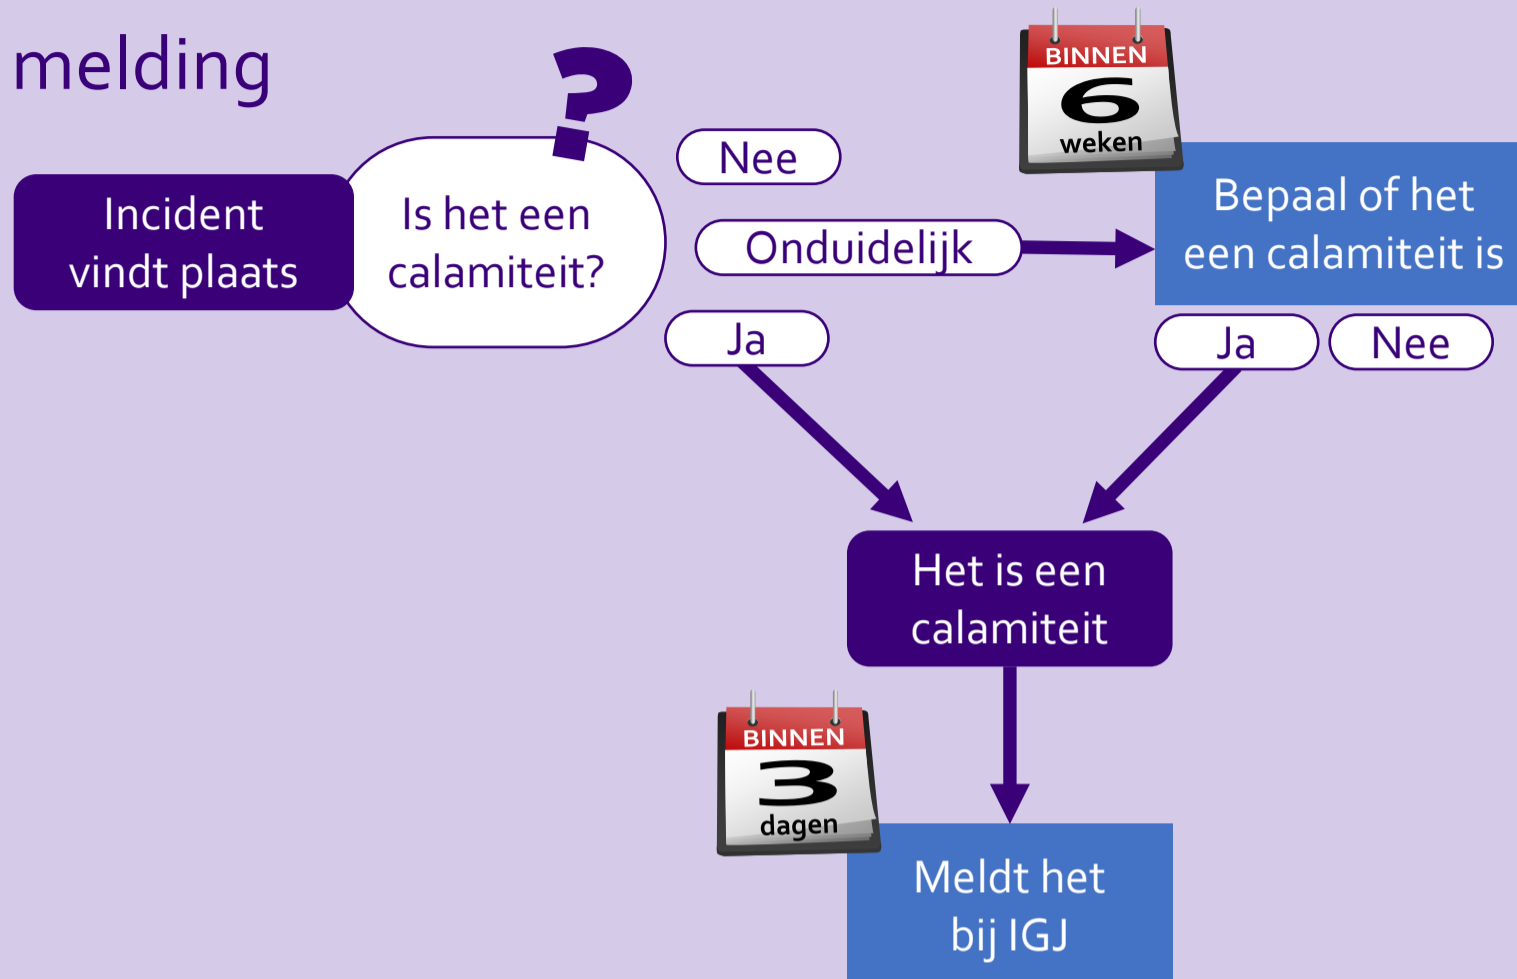 melding
?
BINNEN
6
weken
Incident
vindt plaats
Is het een
calamiteit?
Nee
Onduidelijk
Ja
Bepaal of het
een calamiteit is
Ja
Nee
Het is een
calamiteit
BINNEN
3
dagen
Meldt het
bij IGJ